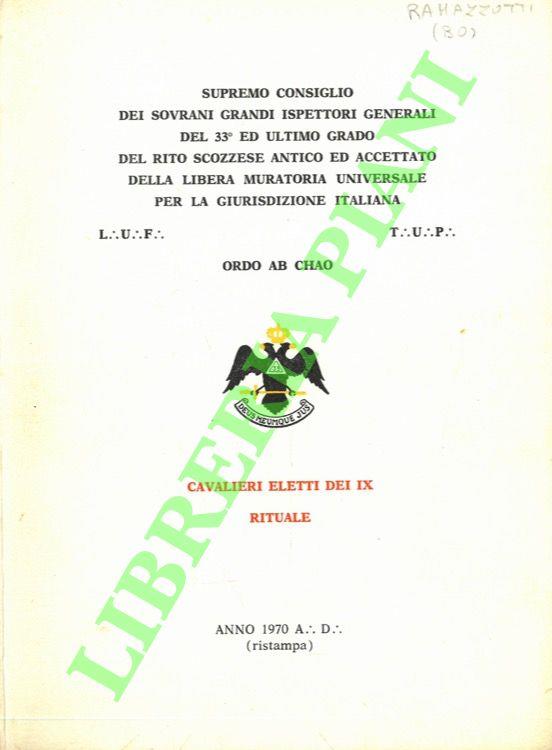 RAMAZZOTTI
(BO)
SUPREMO CONSIGLIO
DEI SOVRANI GRANDI ISPETTORI GENERALI
DEL 33° ED ULTIMO GRADO
DEL RITO SCOZZESE ANTICO ED ACCETTATO
DELLA LIBERA MURATORIA UNIVERSALE
PER LA GIURISDIZIONE ITALIANA
L∴U∴F∴ T∴U∴P∴
ORDO AB CHAO
33
DEUS MEUMQUE JUS
CAVALIERI ELETTI DEI IX
RITUALE
ANNO 1970 A∴ D∴
(ristampa)
LIBRERIA PIANI